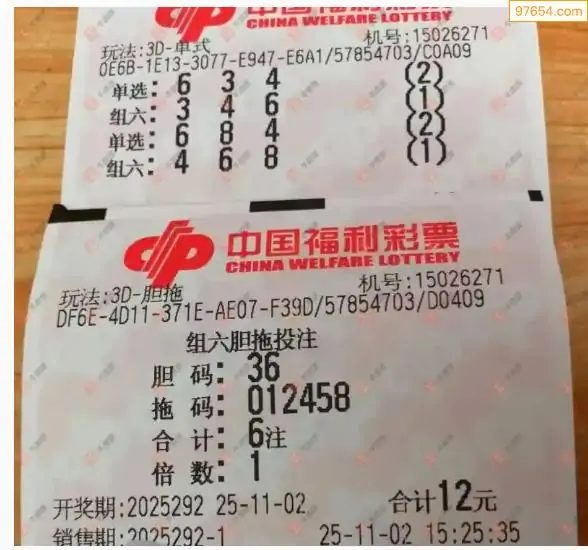 97654.com
中国福利彩票
CHINA WELFARE LOTTERY
玩法:3D-单式 机号:15026271
0E6B-1E13-3077-E947-E6A1/57854703/C0A09
单选: 6 3 4 (2)
组六: 3 4 6 (1)
单选: 6 8 4 (2)
组六: 4 6 8 (1)
中国福利彩票
CHINA WELFARE LOTTERY
玩法:3D-胆拖 机号:15026271
DF6E-4D11-371E-AE07-F39D/57854703/D0409
组六胆拖投注
胆 码: 36
拖 码: 012458
合 计: 6注
倍 数: 1
开奖期:2025292 25-11-02 合计12元
销售期:2025292-1 25-11-02 15:25:35